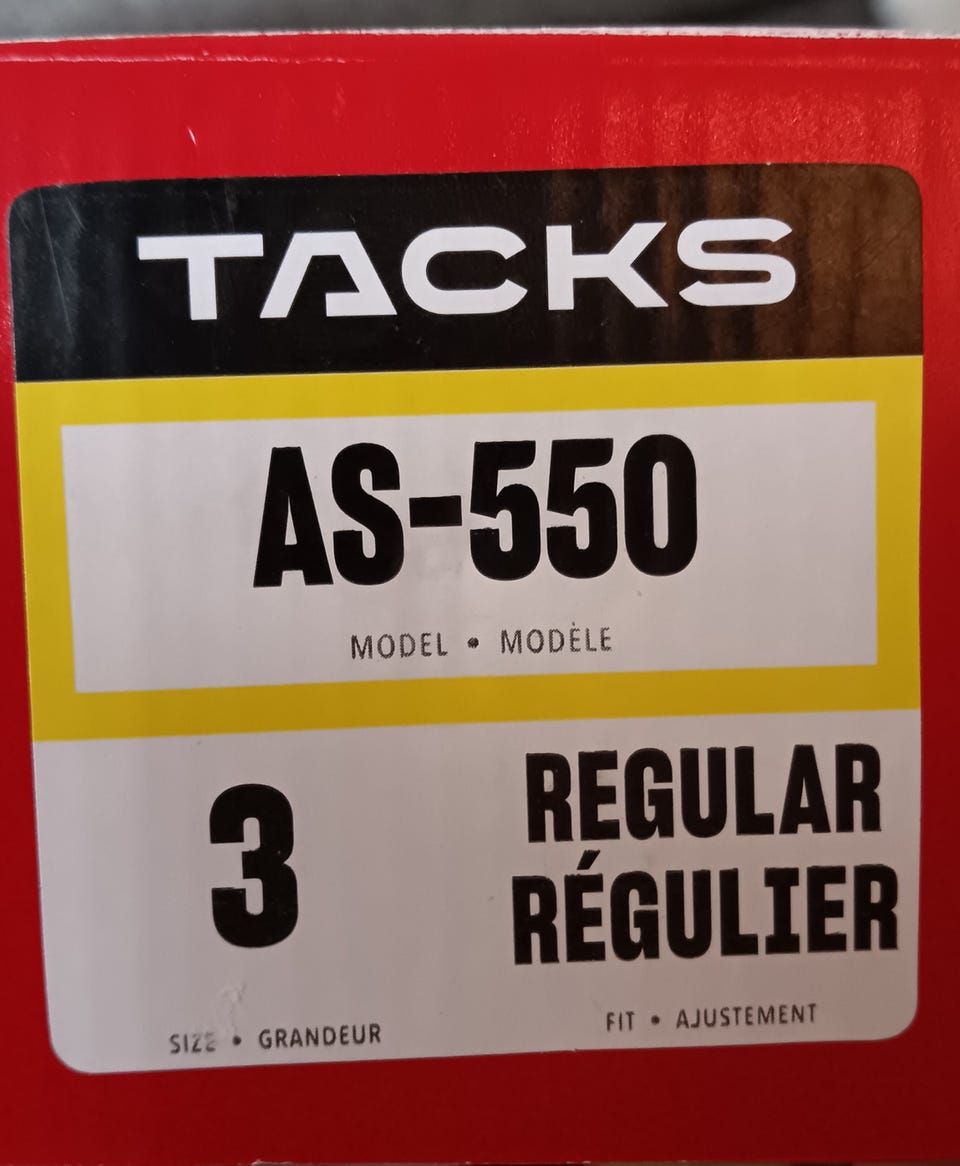 TACKS
AS-550
MODEL • MODÈLE
3
SIZE • GRANDEUR
REGULAR
RÉGULIER
FIT • AJUSTEMENT